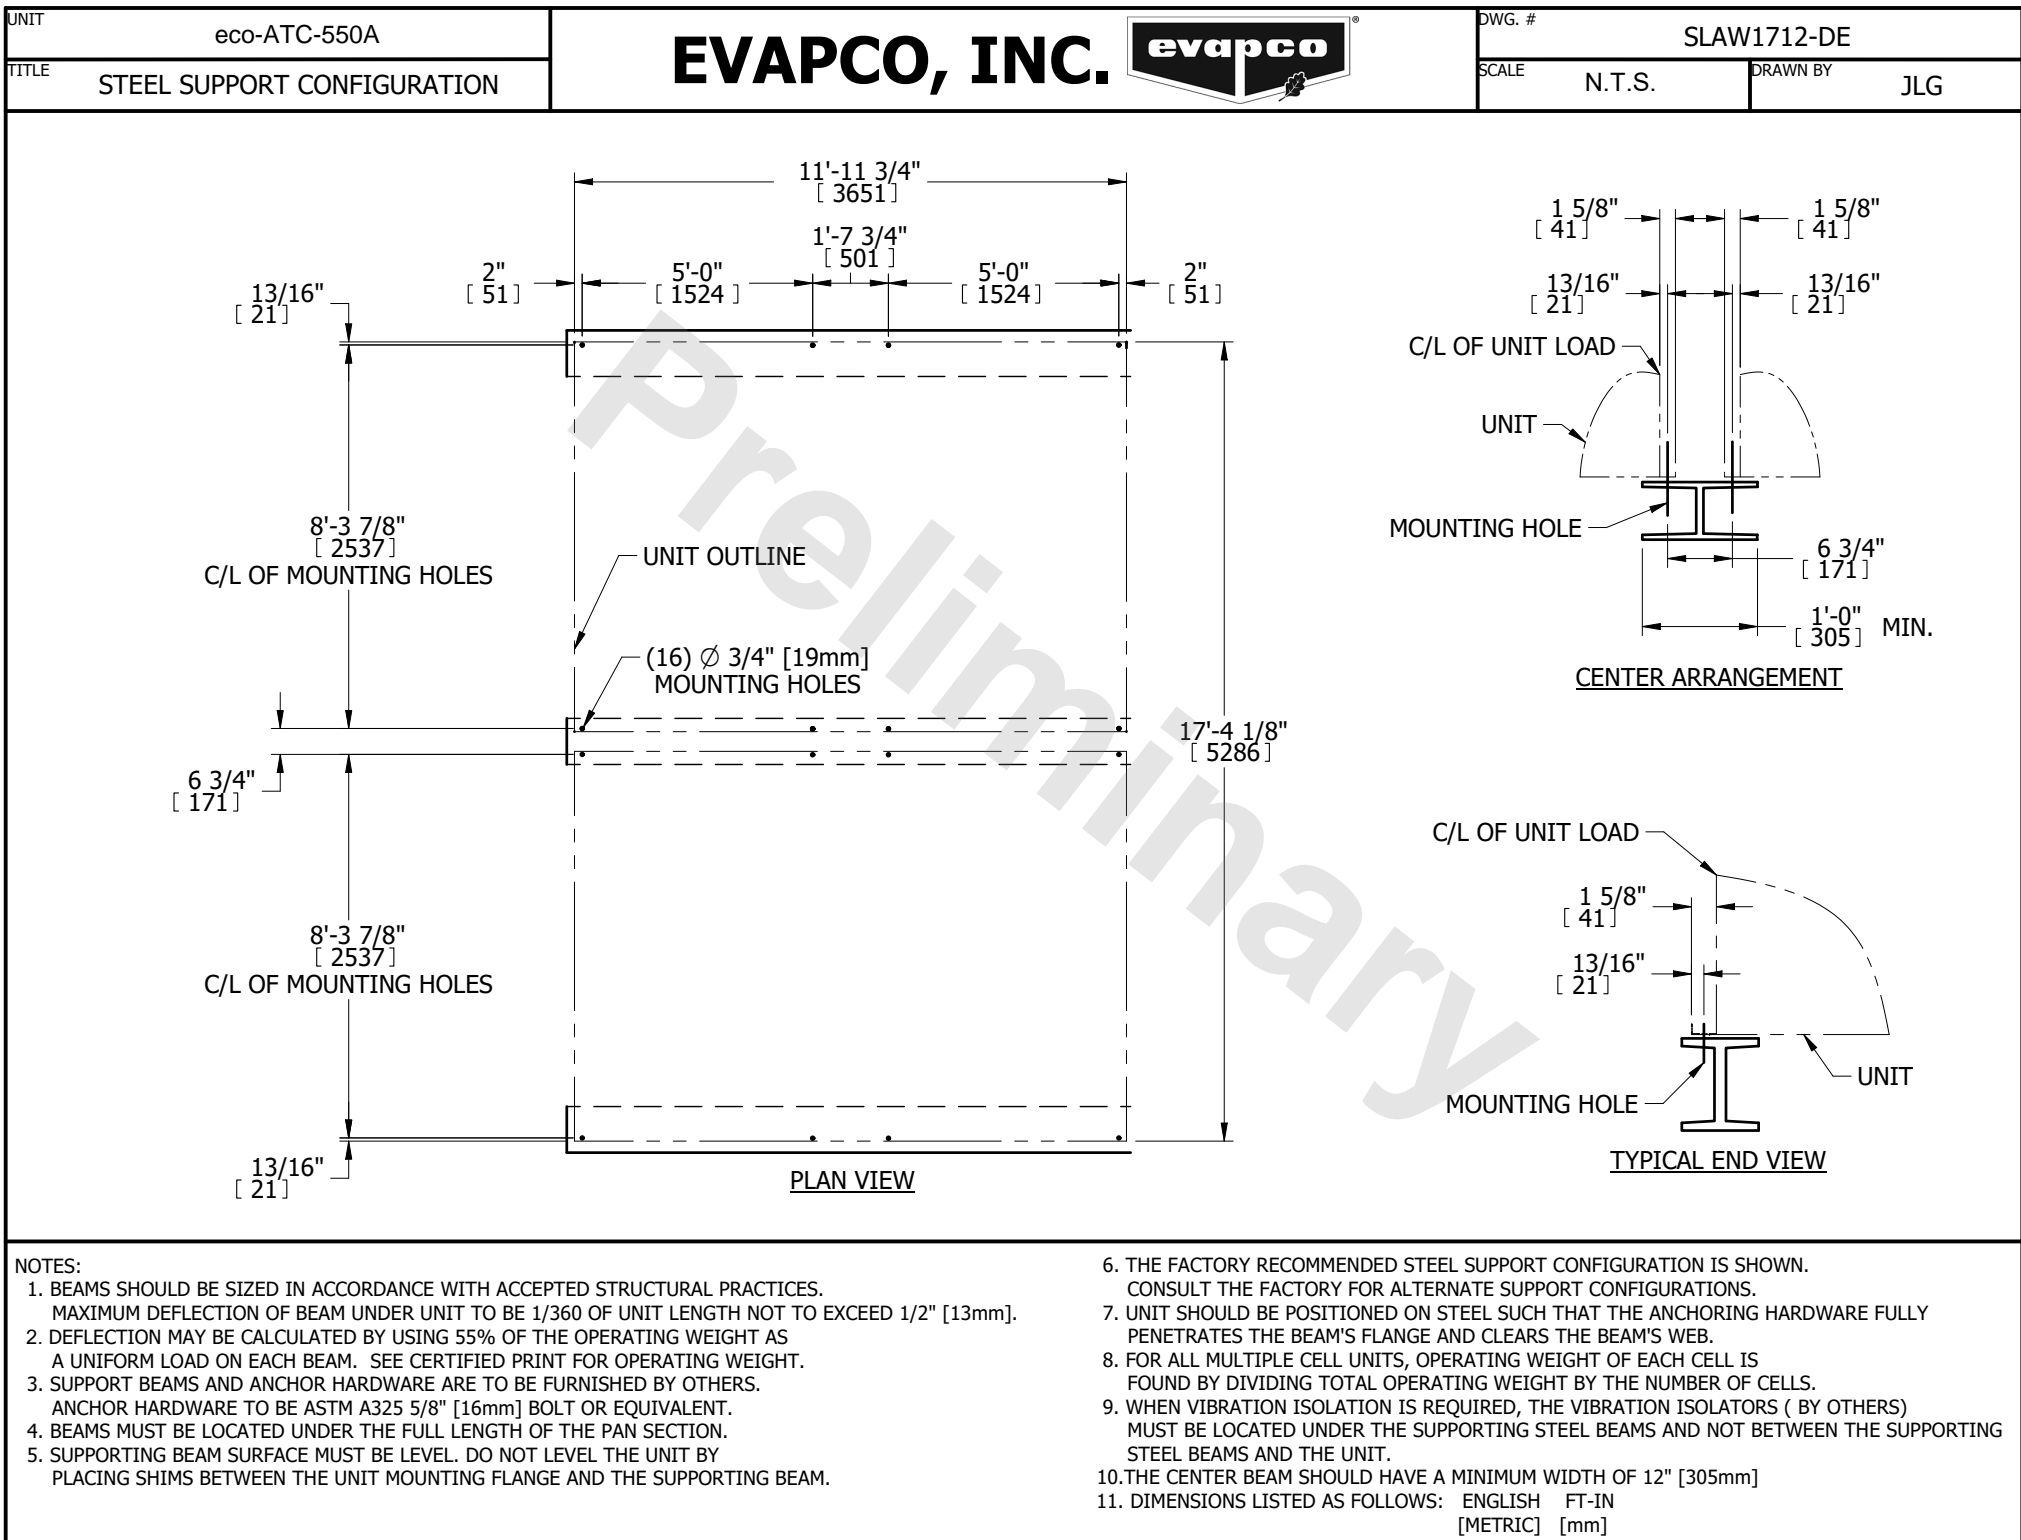 UNIT
eco-ATC-550A
TITLE
STEEL SUPPORT CONFIGURATION
EVAPCO, INC.
evapco
®
DWG. #
SLAW1712-DE
SCALE
N.T.S.
DRAWN BY
JLG
11'-11 3/4"
[ 3651 ]
1'-7 3/4"
[ 501 ]
2"
[ 51 ]
5'-0"
[ 1524 ]
5'-0"
[ 1524 ]
2"
[ 51 ]
13/16"
[ 21 ]
8'-3 7/8"
[ 2537 ]
C/L OF MOUNTING HOLES
UNIT OUTLINE
(16) Ø 3/4" [19mm]
MOUNTING HOLES
6 3/4"
[ 171 ]
17'-4 1/8"
[ 5286 ]
8'-3 7/8"
[ 2537 ]
C/L OF MOUNTING HOLES
13/16"
[ 21 ]
PLAN VIEW
Preliminary
1 5/8"
[ 41 ]
1 5/8"
[ 41 ]
13/16"
[ 21 ]
13/16"
[ 21 ]
C/L OF UNIT LOAD
UNIT
MOUNTING HOLE
6 3/4"
[ 171 ]
1'-0"
[ 305 ] MIN.
CENTER ARRANGEMENT
C/L OF UNIT LOAD
1 5/8"
[ 41 ]
13/16"
[ 21 ]
UNIT
MOUNTING HOLE
TYPICAL END VIEW
NOTES:
1. BEAMS SHOULD BE SIZED IN ACCORDANCE WITH ACCEPTED STRUCTURAL PRACTICES.
MAXIMUM DEFLECTION OF BEAM UNDER UNIT TO BE 1/360 OF UNIT LENGTH NOT TO EXCEED 1/2" [13mm].
2. DEFLECTION MAY BE CALCULATED BY USING 55% OF THE OPERATING WEIGHT AS
A UNIFORM LOAD ON EACH BEAM. SEE CERTIFIED PRINT FOR OPERATING WEIGHT.
3. SUPPORT BEAMS AND ANCHOR HARDWARE ARE TO BE FURNISHED BY OTHERS.
ANCHOR HARDWARE TO BE ASTM A325 5/8" [16mm] BOLT OR EQUIVALENT.
4. BEAMS MUST BE LOCATED UNDER THE FULL LENGTH OF THE PAN SECTION.
5. SUPPORTING BEAM SURFACE MUST BE LEVEL. DO NOT LEVEL THE UNIT BY
PLACING SHIMS BETWEEN THE UNIT MOUNTING FLANGE AND THE SUPPORTING BEAM.
6. THE FACTORY RECOMMENDED STEEL SUPPORT CONFIGURATION IS SHOWN.
CONSULT THE FACTORY FOR ALTERNATE SUPPORT CONFIGURATIONS.
7. UNIT SHOULD BE POSITIONED ON STEEL SUCH THAT THE ANCHORING HARDWARE FULLY
PENETRATES THE BEAM'S FLANGE AND CLEARS THE BEAM'S WEB.
8. FOR ALL MULTIPLE CELL UNITS, OPERATING WEIGHT OF EACH CELL IS
FOUND BY DIVIDING TOTAL OPERATING WEIGHT BY THE NUMBER OF CELLS.
9. WHEN VIBRATION ISOLATION IS REQUIRED, THE VIBRATION ISOLATORS ( BY OTHERS)
MUST BE LOCATED UNDER THE SUPPORTING STEEL BEAMS AND NOT BETWEEN THE SUPPORTING
STEEL BEAMS AND THE UNIT.
10.THE CENTER BEAM SHOULD HAVE A MINIMUM WIDTH OF 12" [305mm]
11. DIMENSIONS LISTED AS FOLLOWS: ENGLISH FT-IN
[METRIC] [mm]